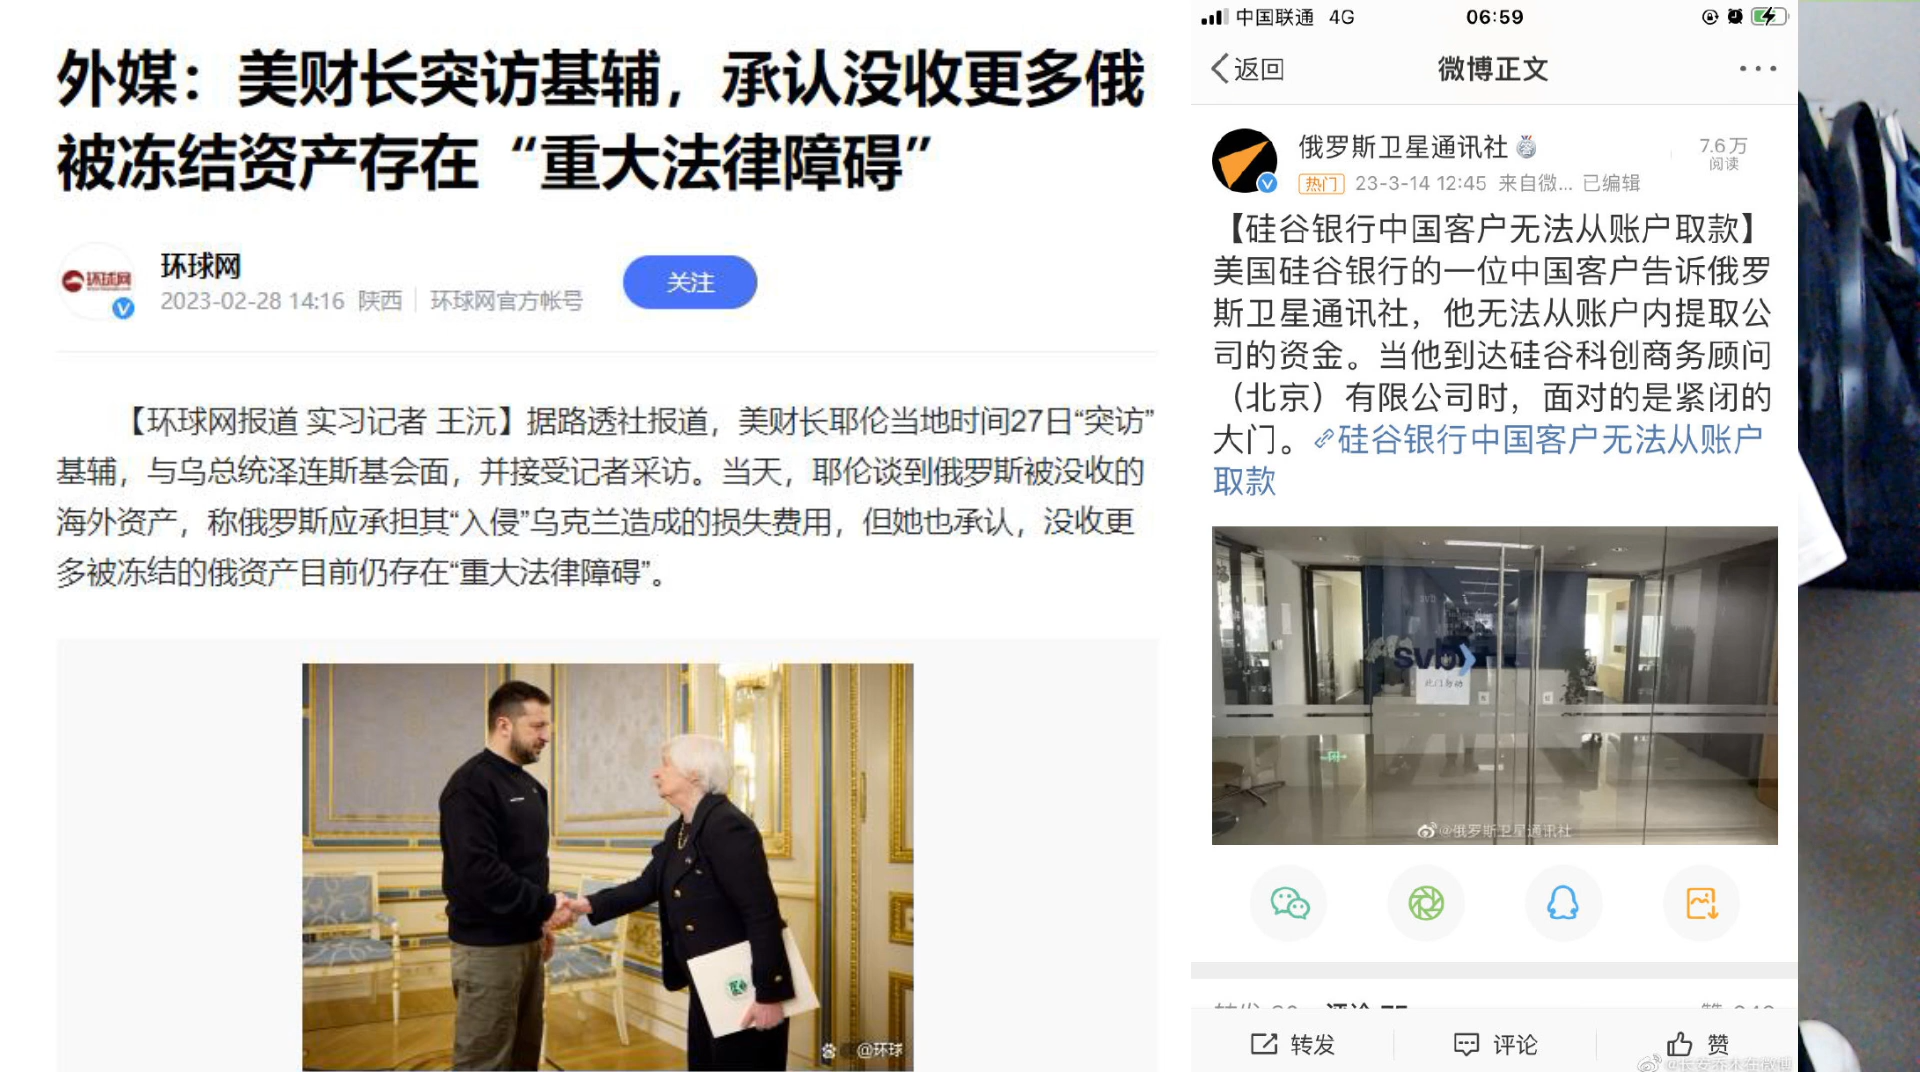 外媒：美财长突访基辅，承认没收更多俄
被冻结资产存在“重大法律障碍”
环球网
环球网
2023-02-28 14:16 陕西 环球网官方帐号
关注
【环球网报道 实习记者 王沅】据路透社报道，美财长耶伦当地时间27日“突访”
基辅，与乌总统泽连斯基会面，并接受记者采访。当天，耶伦谈到俄罗斯被没收的
海外资产，称俄罗斯应承担其“入侵”乌克兰造成的损失费用，但她也承认，没收更
多被冻结的俄资产目前仍存在“重大法律障碍”。
@环球
中国联通 4G
06:59
返回
微博正文
俄罗斯卫星通讯社
7.6万
阅读
热门 23-3-14 12:45 来自微... 已编辑
【硅谷银行中国客户无法从账户取款】
美国硅谷银行的一位中国客户告诉俄罗
斯卫星通讯社，他无法从账户内提取公
司的资金。当他到达硅谷科创商务顾问
（北京）有限公司时，面对的是紧闭的
大门。硅谷银行中国客户无法从账户
取款
svb
@俄罗斯卫星通讯社
转发 评论 赞